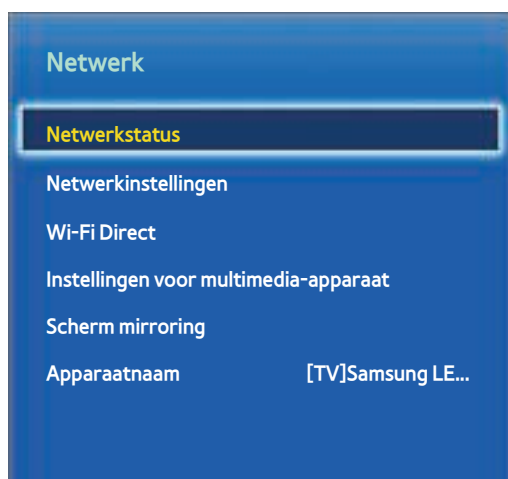 Netwerk
Netwerkstatus
Netwerkinstellingen
Wi-Fi Direct
Instellingen voor multimedia-apparaat
Scherm mirroring
Apparaatnaam [TV]Samsung LE...